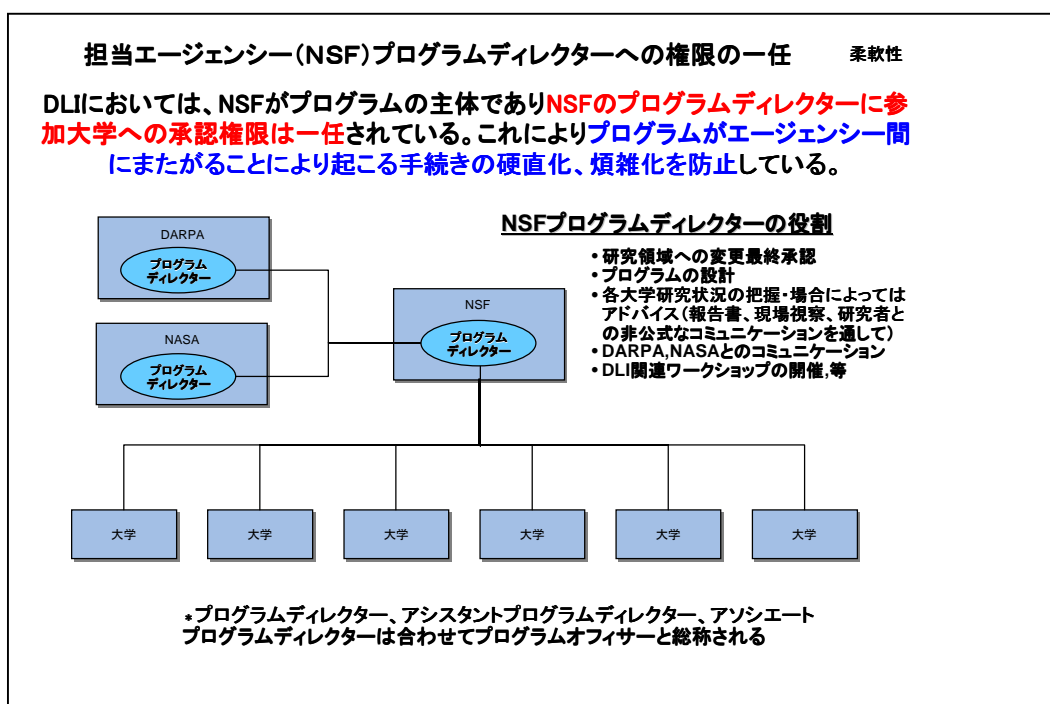 担当エージェンシー(NSF)プログラムディレクターへの権限の一任
柔軟性
DLIにおいては、NSFがプログラムの主体でありNSFのプログラムディレクターに参
加大学への承認権限は一任されている。これによりプログラムがエージェンシー間
にまたがることにより起こる手続きの硬直化、煩雑化を防止している。
DARPA
プログラム
ディレクター
NASA
プログラム
ディレクター
NSF
プログラム
ディレクター
NSFプログラムディレクターの役割
• 研究領域への変更最終承認
• プログラムの設計
• 各大学研究状況の把握・場合によっては
アドバイス(報告書、現場視察、研究者と
の非公式なコミュニケーションを通して)
• DARPA,NASAとのコミュニケーション
• DLI関連ワークショップの開催,等
大学
大学
大学
大学
大学
大学
*プログラムディレクター、アシスタントプログラムディレクター、アソシエート
プログラムディレクターは合わせてプログラムオフィサーと総称される